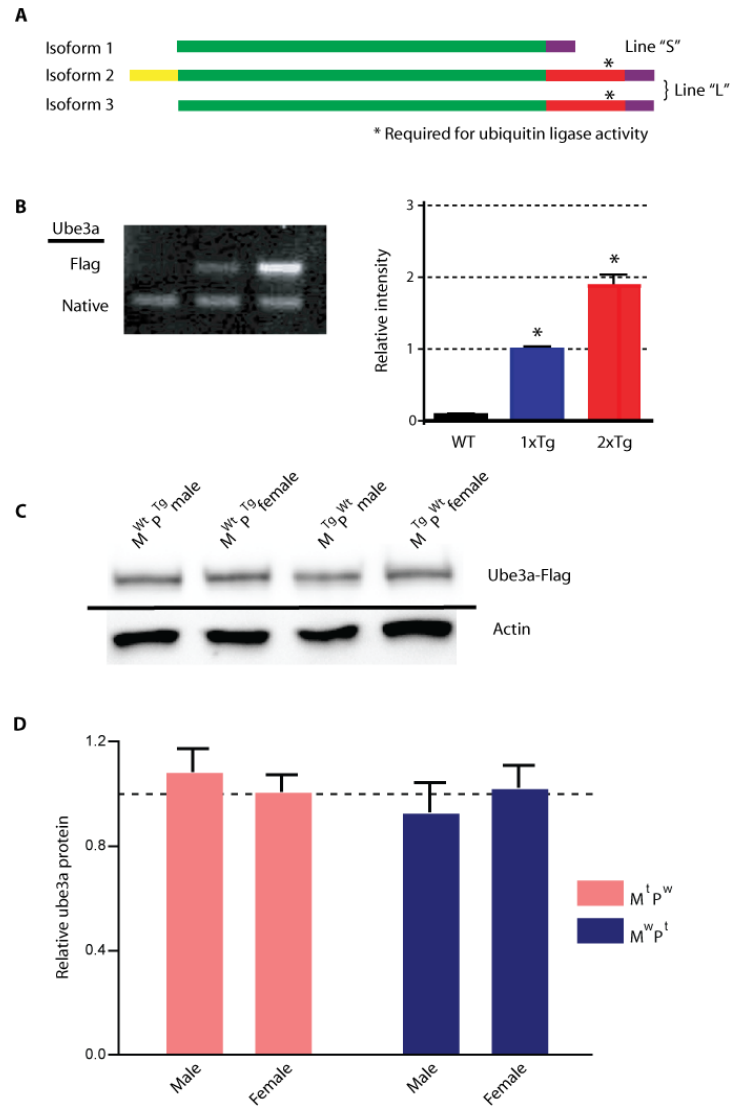 A
Isoform 1
Line "S"
Isoform 2
*
} Line "L"
Isoform 3
*
* Required for ubiquitin ligase activity
B
Ube3a
Flag
Native
Relative intensity
3
2
1
0
*
*
WT 1xTg 2xTg
C
M^Wt P^Tg male
M^Wt P^Tg female
M^Tg P^Wt male
M^Tg P^Wt female
Ube3a-Flag
Actin
D
Relative ube3a protein
1.2
0.8
0.4
0.0
M^t P^w
M^w P^t
Male Female Male Female